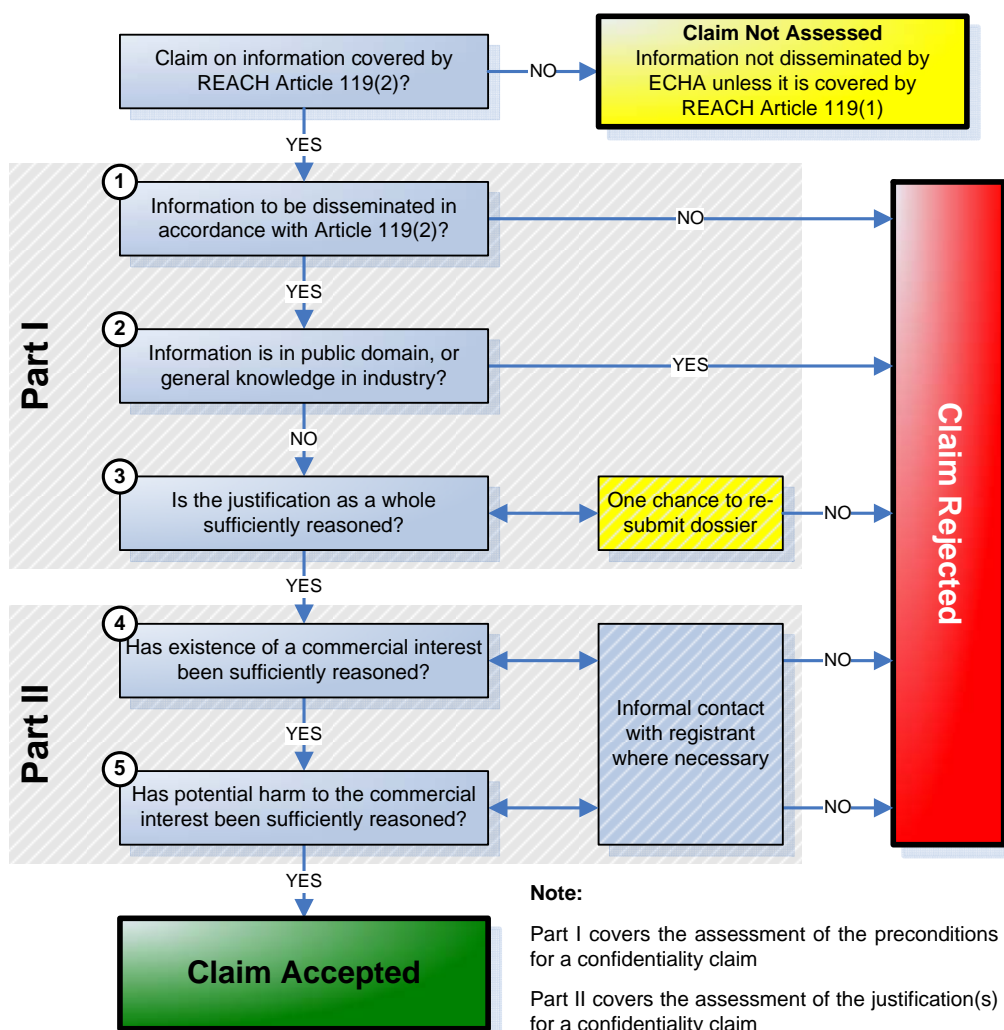 Claim on information covered by
REACH Article 119(2)?
NO
Claim Not Assessed
Information not disseminated by
ECHA unless it is covered by
REACH Article 119(1)
YES
Part I
1
Information to be disseminated in
accordance with Article 119(2)?
NO
YES
2
Information is in public domain, or
general knowledge in industry?
YES
NO
3
Is the justification as a whole
sufficiently reasoned?
One chance to re-
submit dossier
NO
YES
Claim Rejected
Part II
4
Has existence of a commercial interest
been sufficiently reasoned?
NO
Informal contact
with registrant
where necessary
YES
5
Has potential harm to the commercial
interest been sufficiently reasoned?
NO
YES
Claim Accepted
Note:
Part I covers the assessment of the preconditions
for a confidentiality claim
Part II covers the assessment of the justification(s)
for a confidentiality claim